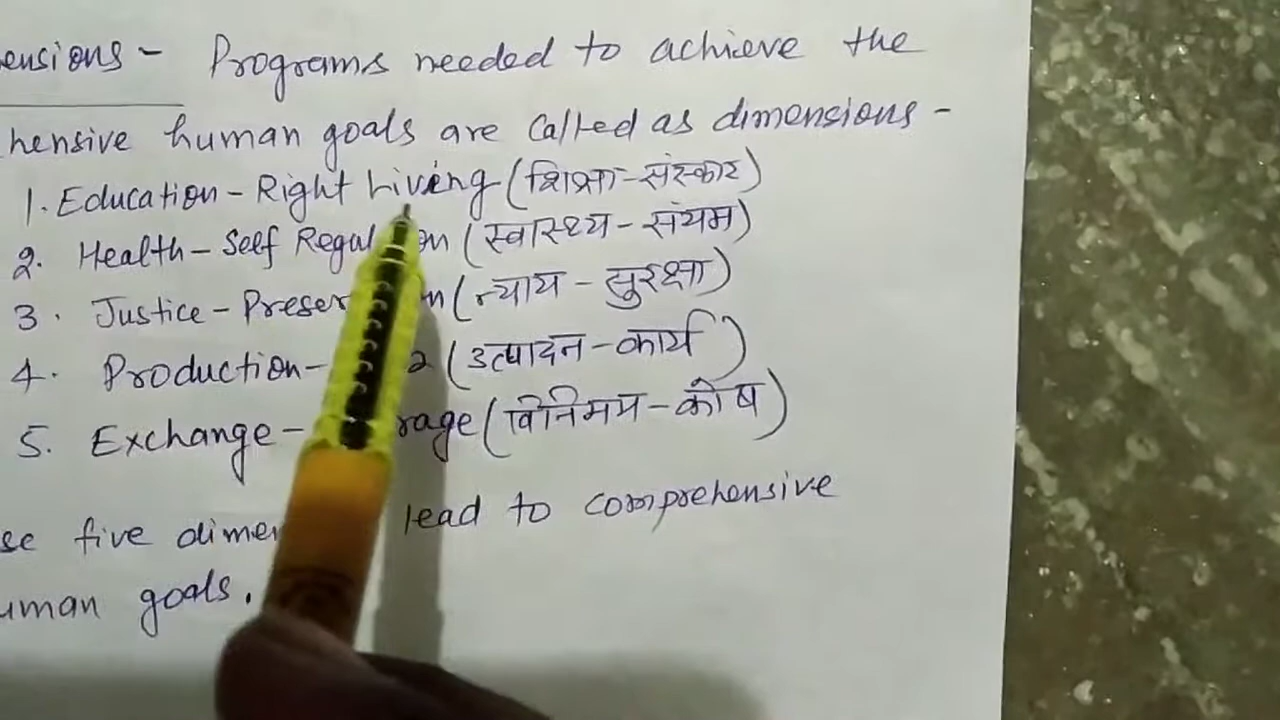 ensions - Programs needed to achieve the
hensive human goals are called as dimensions -
1. Education - Right Living (शिक्षा - संस्कार)
2. Health - Self Regul on (स्वास्थ्य - संयम)
3. Justice - Preser n (न्याय - सुरक्षा)
4. Production - (उत्पादन - कार्य)
5. Exchange - rage (विनिमय - कोष)
se five dimen lead to comprehensive
uman goals.